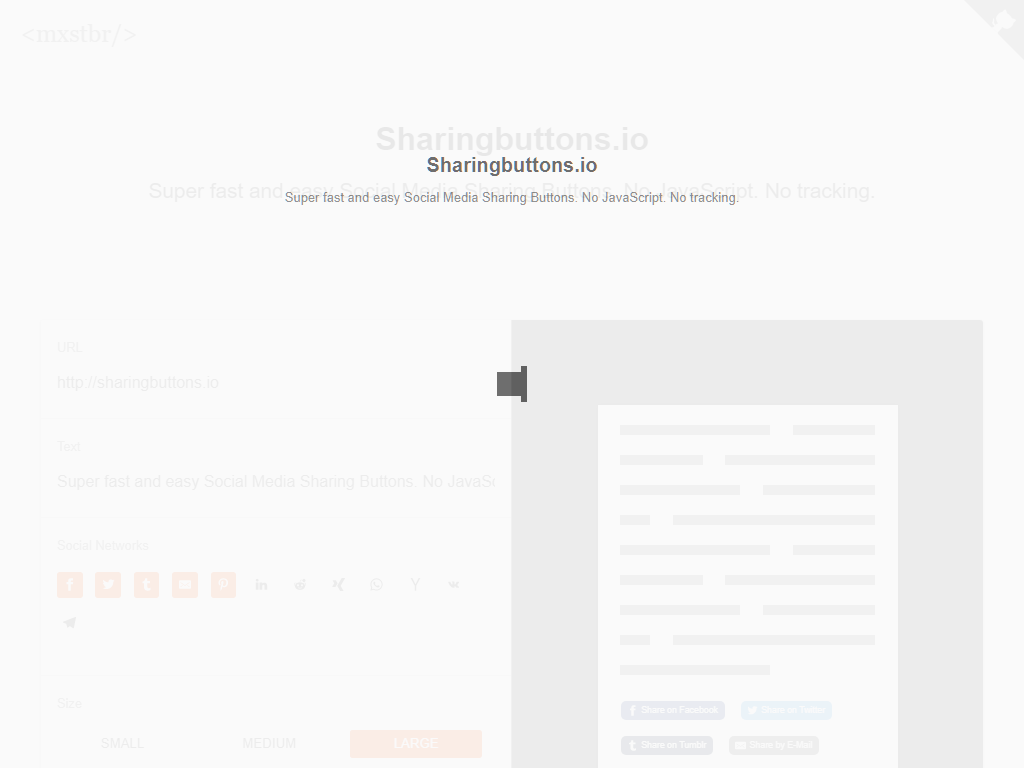 <mxstbr/>
Sharingbuttons.io
Sharingbuttons.io
Super fast and easy Social Media Sharing Buttons. No JavaScript. No tracking.
Super fast and easy Social Media Sharing Buttons. No JavaScript. No tracking.
URL
http://sharingbuttons.io
Text
Super fast and easy Social Media Sharing Buttons. No JavaSc
Social Networks
Size
SMALL MEDIUM LARGE
Share on Facebook Share on Twitter
Share on Tumblr Share by E-Mail